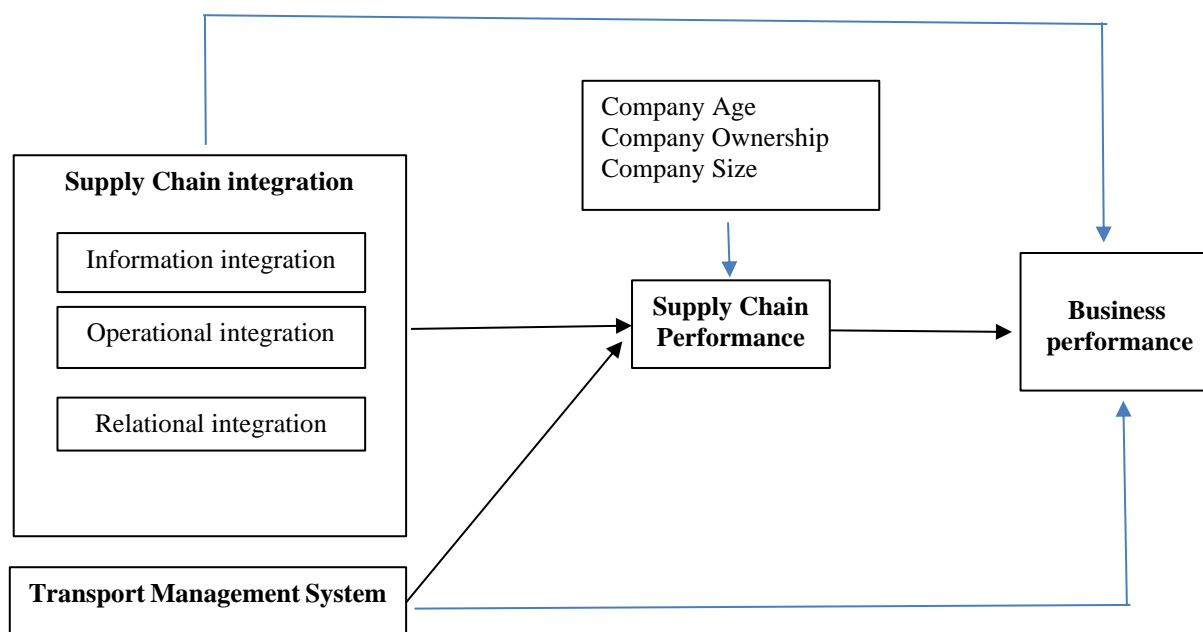 Company Age
Company Ownership
Company Size
Supply Chain integration
Information integration
Operational integration
Relational integration
Supply Chain
Performance
Business
performance
Transport Management System